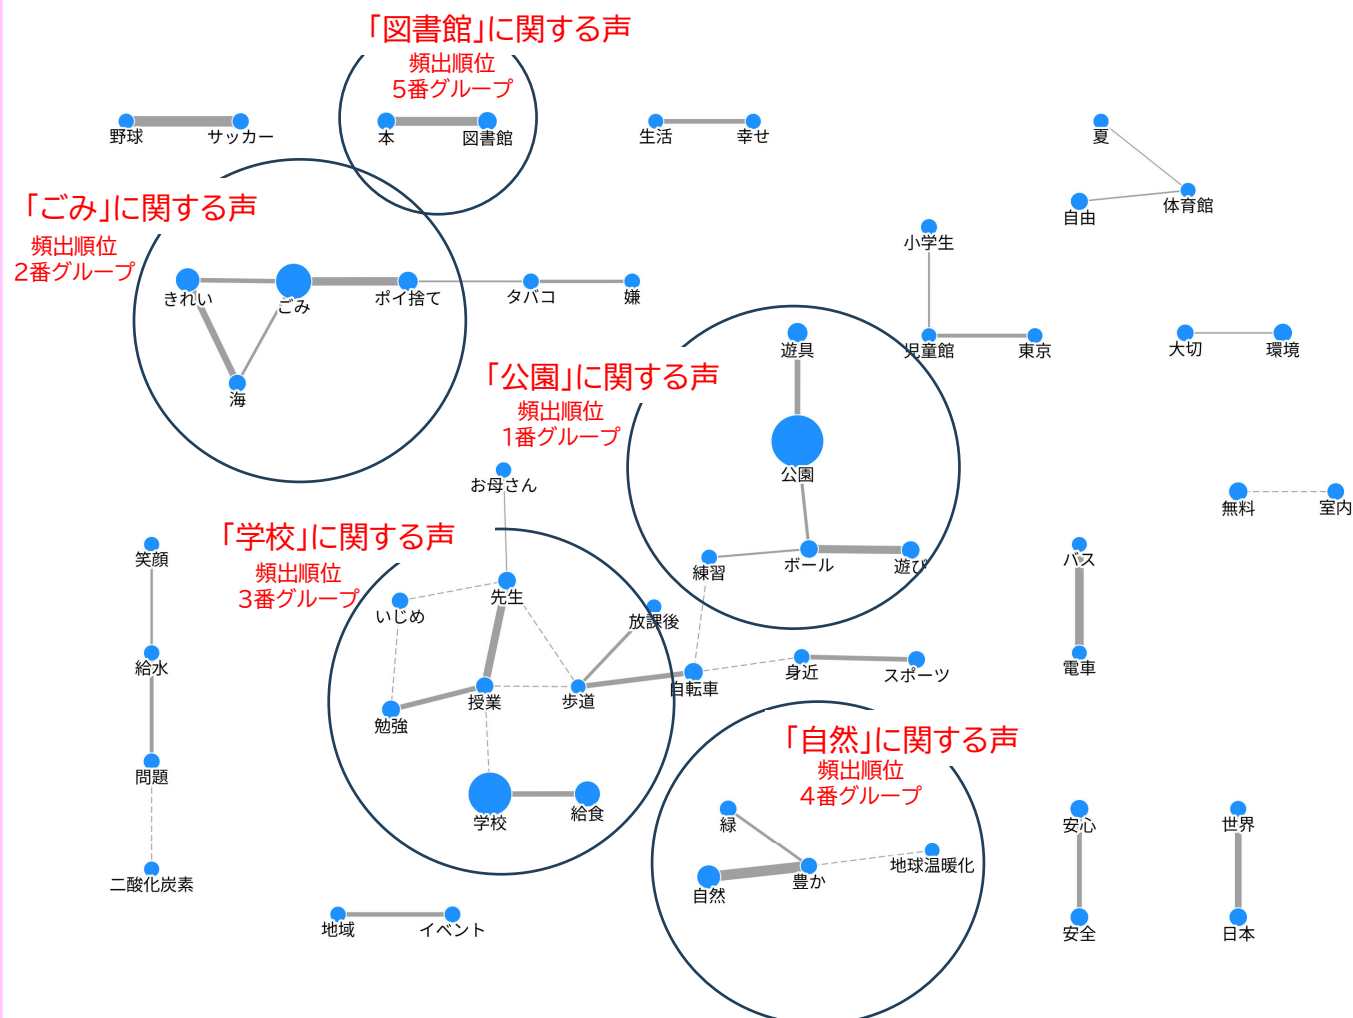 「図書館」に関する声
頻出順位
5番グループ
野球
サッカー
本
図書館
生活
幸せ
夏
自由
体育館
「ごみ」に関する声
頻出順位
2番グループ
きれい
ごみ
ポイ捨て
タバコ
嫌
海
小学生
児童館
東京
大切
環境
「公園」に関する声
頻出順位
1番グループ
遊具
公園
練習
ボール
遊び
無料
室内
お母さん
「学校」に関する声
頻出順位
3番グループ
いじめ
先生
放課後
勉強
授業
歩道
自転車
身近
スポーツ
学校
給食
笑顔
給水
問題
二酸化炭素
バス
電車
「自然」に関する声
頻出順位
4番グループ
緑
自然
豊か
地球温暖化
安心
安全
世界
日本
地域
イベント